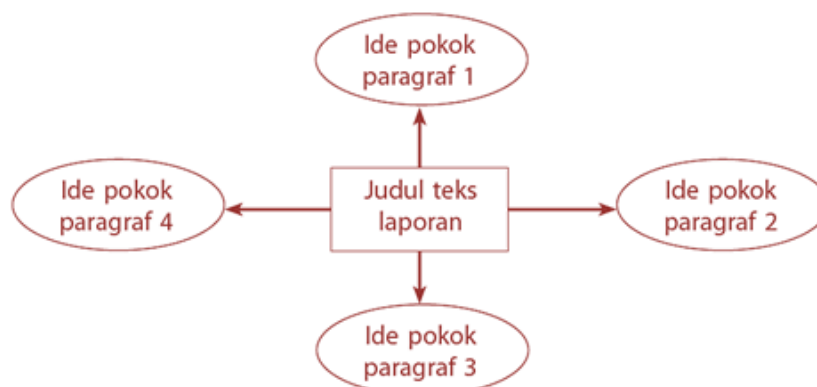 Ide pokok
paragraf 1
Ide pokok
paragraf 4
Judul teks
laporan
Ide pokok
paragraf 2
Ide pokok
paragraf 3